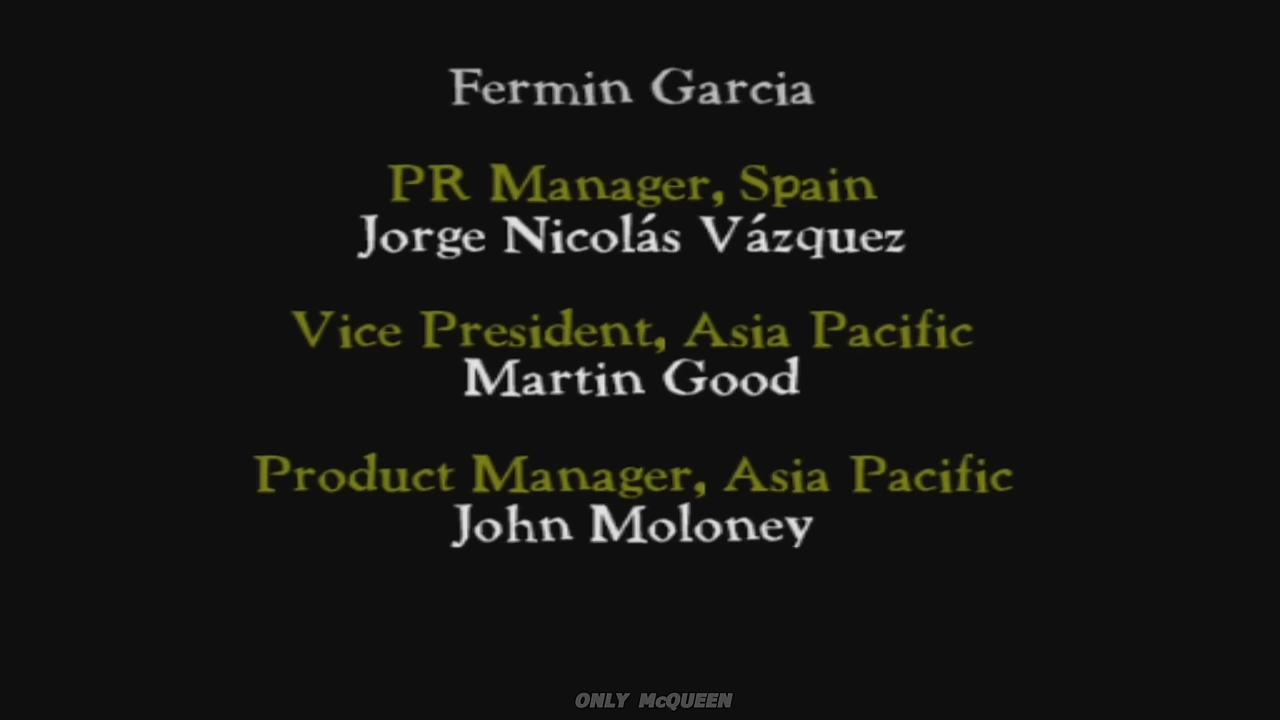 Fermin Garcia
PR Manager, Spain
Jorge Nicolás Vázquez
Vice President, Asia Pacific
Martin Good
Product Manager, Asia Pacific
John Moloney
ONLY McQUEEN